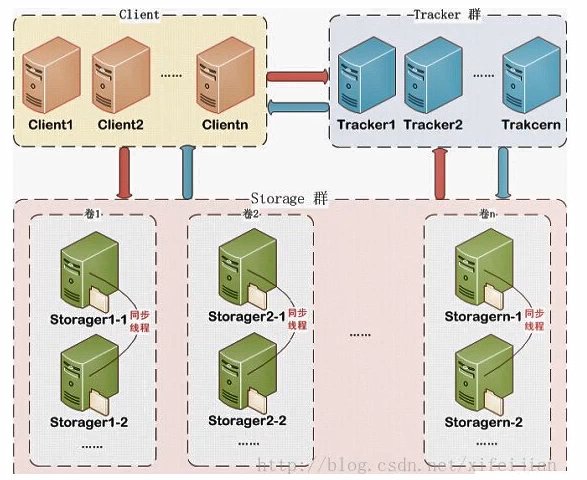 Client
Tracker 群
......
......
Client1
Client2
Clientn
Tracker1
Tracker2
Trakcern
Storage 群
卷1
卷2
卷n
同步
线程
同步
线程
同步
线程
Storager1-1
Storager2-1
Storagern-1
......
Storager1-2
Storager2-2
Storagern-2
......
......
......
http://blog.csdn.net/xifeijian